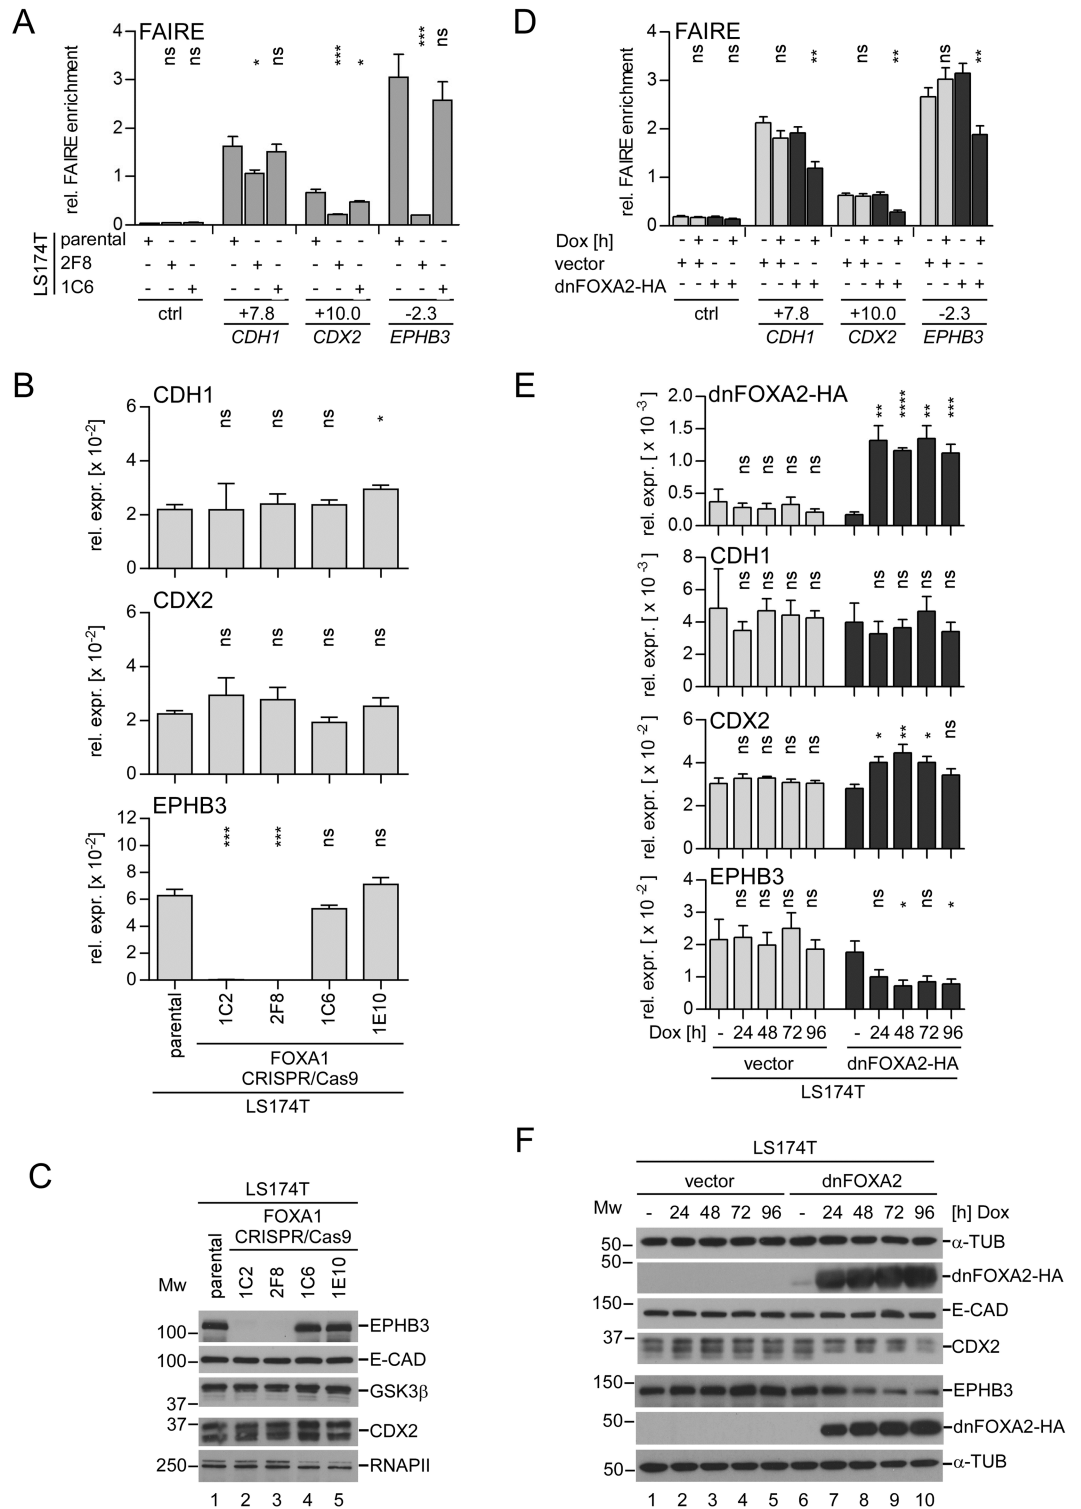 A
FAIRE
rel. FAIRE enrichment
4
3
2
1
0
ns
ns
*
ns
***
*
***
ns
LS174T
parental + - - + - - + - - + - -
2F8 - + - - + - - + - - + -
1C6 - - + - - + - - + - - +
ctrl +7.8 +10.0 -2.3
CDH1 CDX2 EPHB3
D
FAIRE
rel. FAIRE enrichment
4
3
2
1
0
ns
ns
ns
**
ns
**
ns
**
Dox [h] - + - + - + - + - + - + - + - +
vector + + - - + + - - + + - - + + - -
dnFOXA2-HA - - + + - - + + - - + + - - + +
ctrl +7.8 +10.0 -2.3
CDH1 CDX2 EPHB3
B
CDH1
rel. expr. [x 10-2]
6
4
2
0
ns
ns
ns
*
CDX2
rel. expr. [x 10-2]
6
4
2
0
ns
ns
ns
ns
EPHB3
rel. expr. [x 10-2]
12
10
8
6
4
2
0
***
***
ns
ns
parental
1C2
2F8
1C6
1E10
FOXA1
CRISPR/Cas9
LS174T
E
dnFOXA2-HA
rel. expr. [ x 10-3]
2.0
1.5
1.0
0.5
0.0
ns
ns
ns
ns
**
****
**
***
CDH1
rel. expr. [ x 10-3]
8
6
4
2
0
ns
ns
ns
ns
ns
ns
ns
ns
CDX2
rel. expr. [ x 10-2]
6
4
2
0
ns
ns
ns
ns
*
**
*
ns
EPHB3
rel. expr. [ x 10-2]
4
3
2
1
0
ns
ns
ns
ns
ns
*
ns
*
Dox [h] - 24 48 72 96 - 24 48 72 96
vector dnFOXA2-HA
LS174T
C
LS174T
FOXA1
CRISPR/Cas9
Mw
parental
1C2
2F8
1C6
1E10
100 EPHB3
100 E-CAD
GSK3β
37
37 CDX2
250 RNAPII
1 2 3 4 5
F
LS174T
vector dnFOXA2
Mw - 24 48 72 96 - 24 48 72 96 [h] Dox
50 α-TUB
50 dnFOXA2-HA
150 E-CAD
37 CDX2
150 EPHB3
50 dnFOXA2-HA
50 α-TUB
1 2 3 4 5 6 7 8 9 10